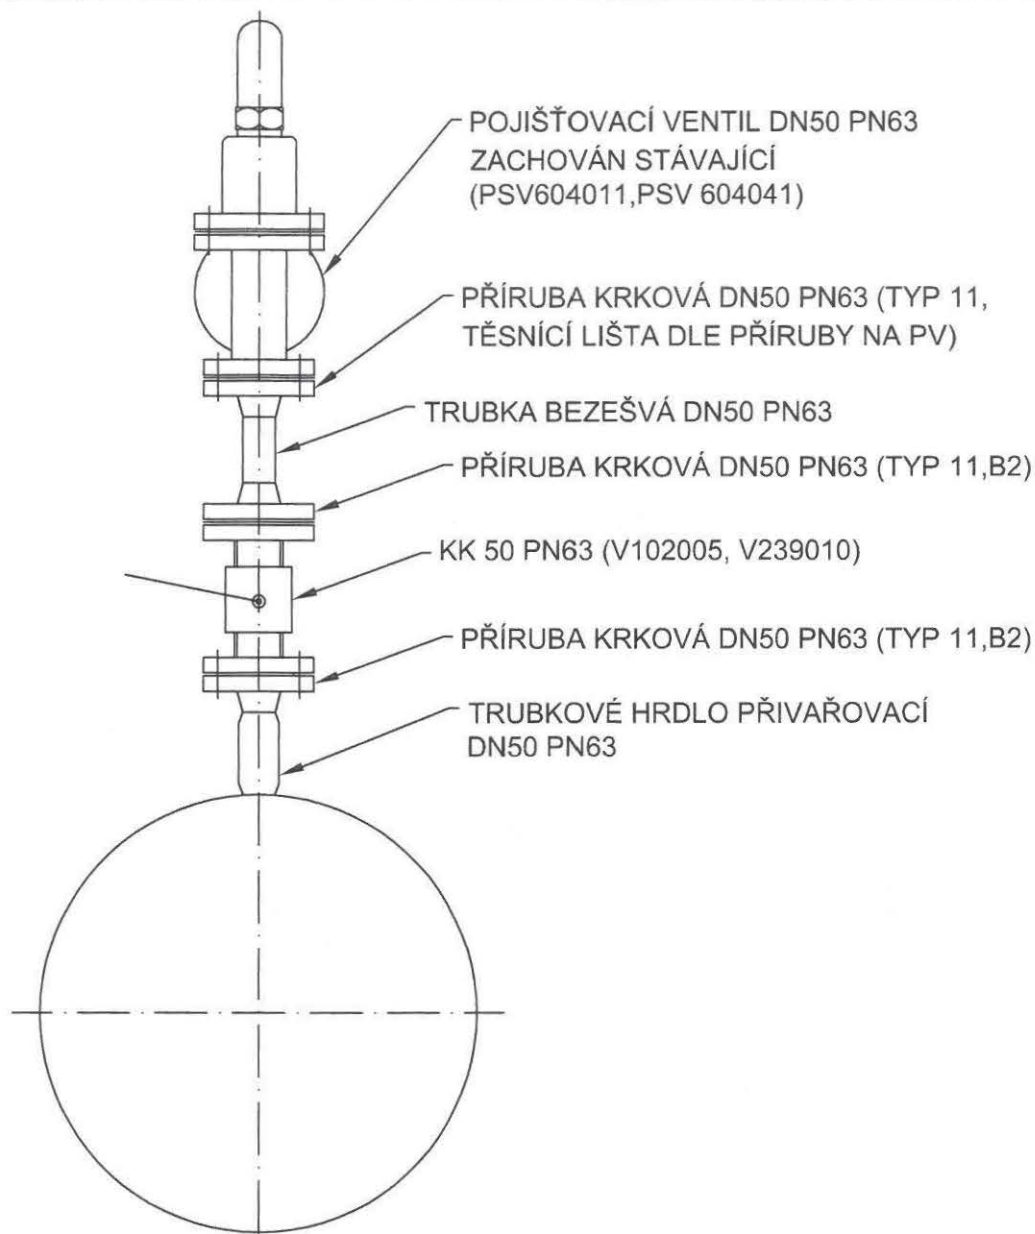 POJIŠŤOVACÍ VENTIL DN50 PN63
ZACHOVÁN STÁVAJÍCÍ
(PSV604011,PSV 604041)
PŘÍRUBA KRKOVÁ DN50 PN63 (TYP 11,
TĚSNÍCÍ LIŠTA DLE PŘÍRUBY NA PV)
TRUBKA BEZEŠVÁ DN50 PN63
PŘÍRUBA KRKOVÁ DN50 PN63 (TYP 11,B2)
KK 50 PN63 (V102005, V239010)
PŘÍRUBA KRKOVÁ DN50 PN63 (TYP 11,B2)
TRUBKOVÉ HRDLO PŘIVAŘOVACÍ
DN50 PN63